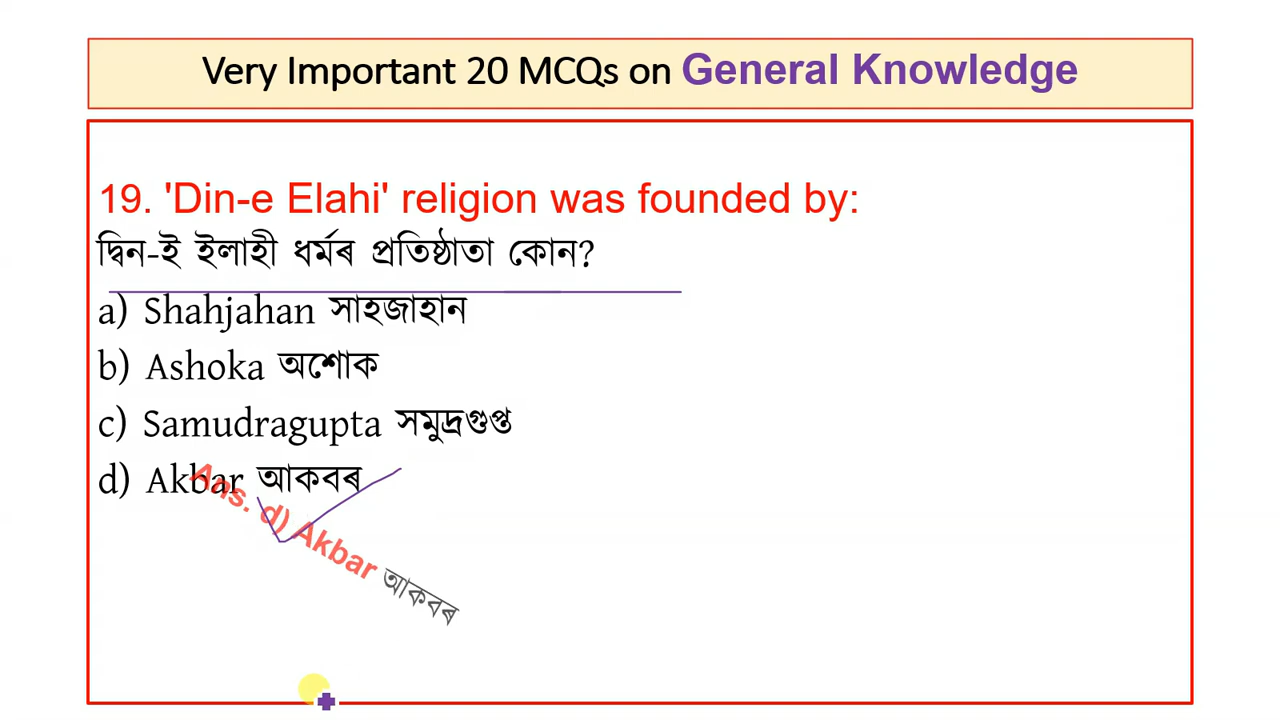 Very Important 20 MCQs on General Knowledge
19. 'Din-e Elahi' religion was founded by:
দ্বিন-ই ইলাহী ধৰ্মৰ প্ৰতিষ্ঠাতা কোন?
a) Shahjahan সাহজাহান
b) Ashoka অশোক
c) Samudragupta সমুদ্ৰগুপ্ত
d) Akbar আকবৰ
Ans. d) Akbar আকবৰ